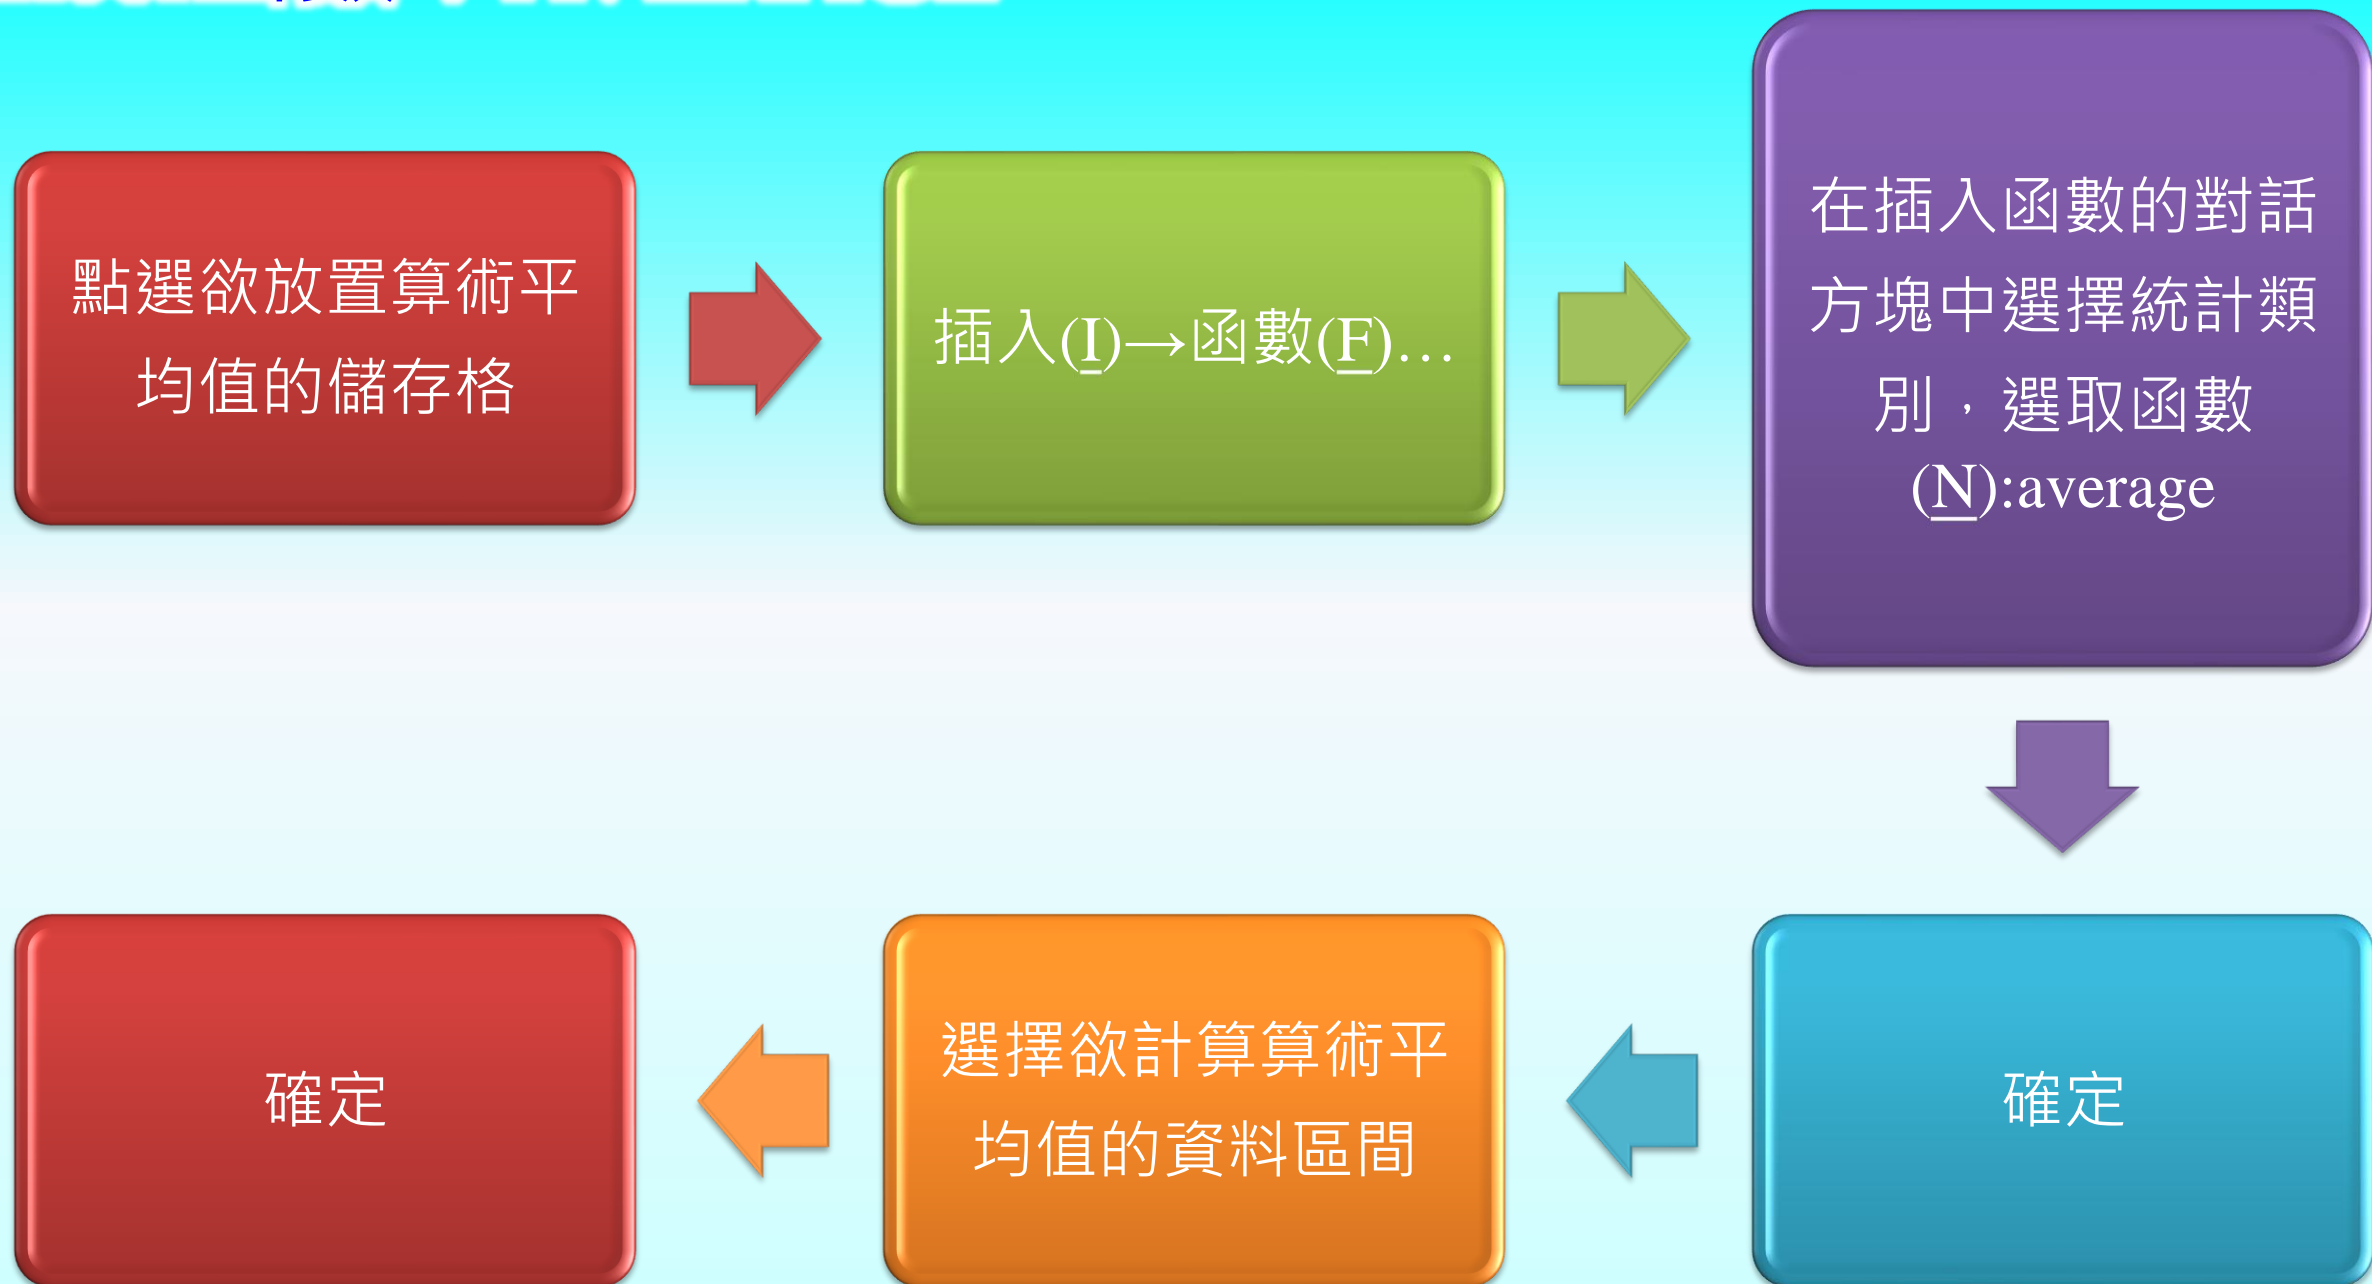 點選欲放置算術平
均值的儲存格
插入(I)→函數(F)…
在插入函數的對話
方塊中選擇統計類
別，選取函數
(N):average
確定
選擇欲計算算術平
均值的資料區間
確定